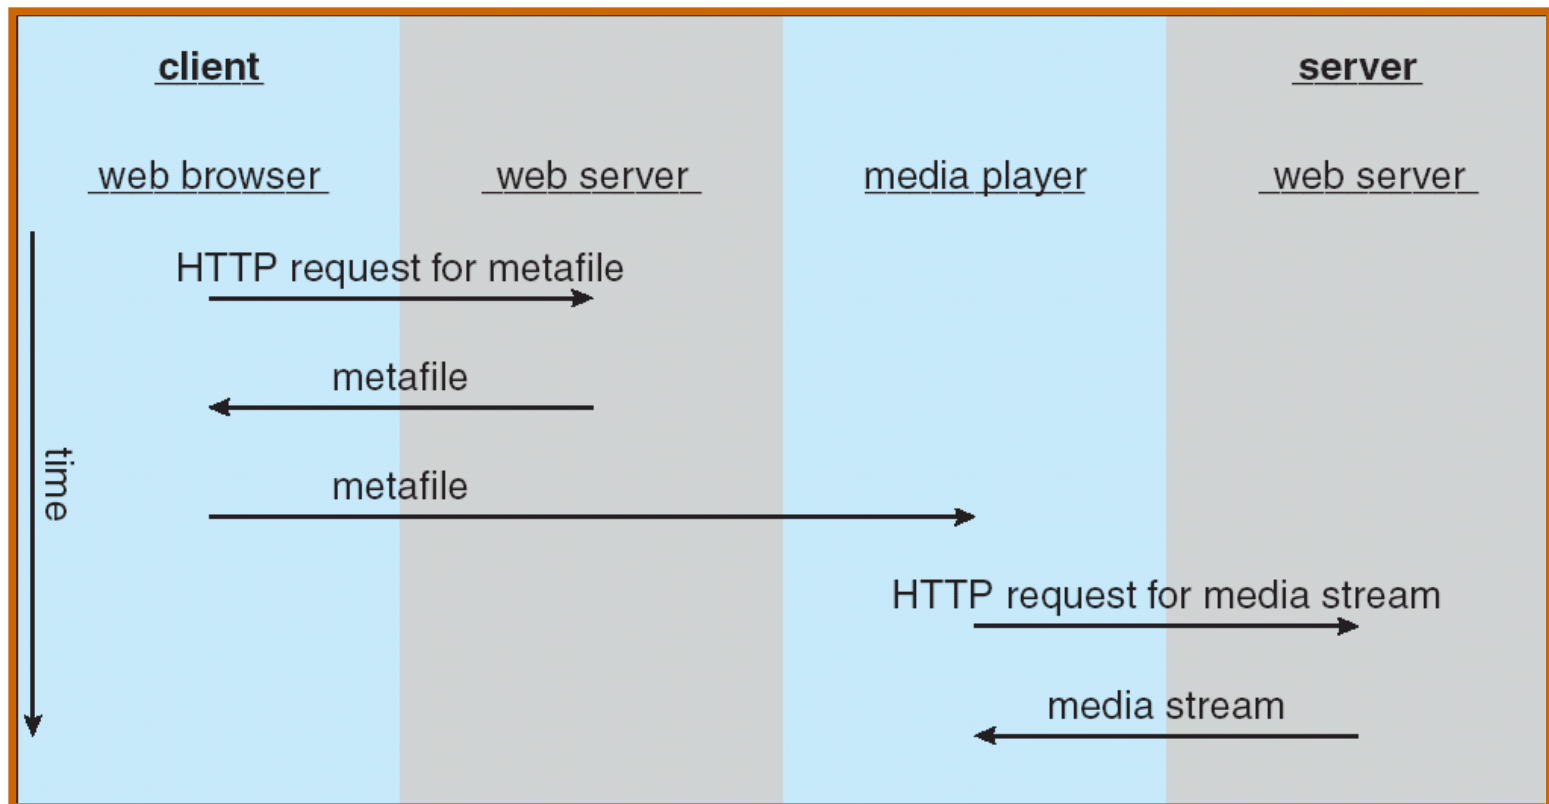 client
server
web browser
web server
media player
web server
HTTP request for metafile
metafile
metafile
time
HTTP request for media stream
media stream